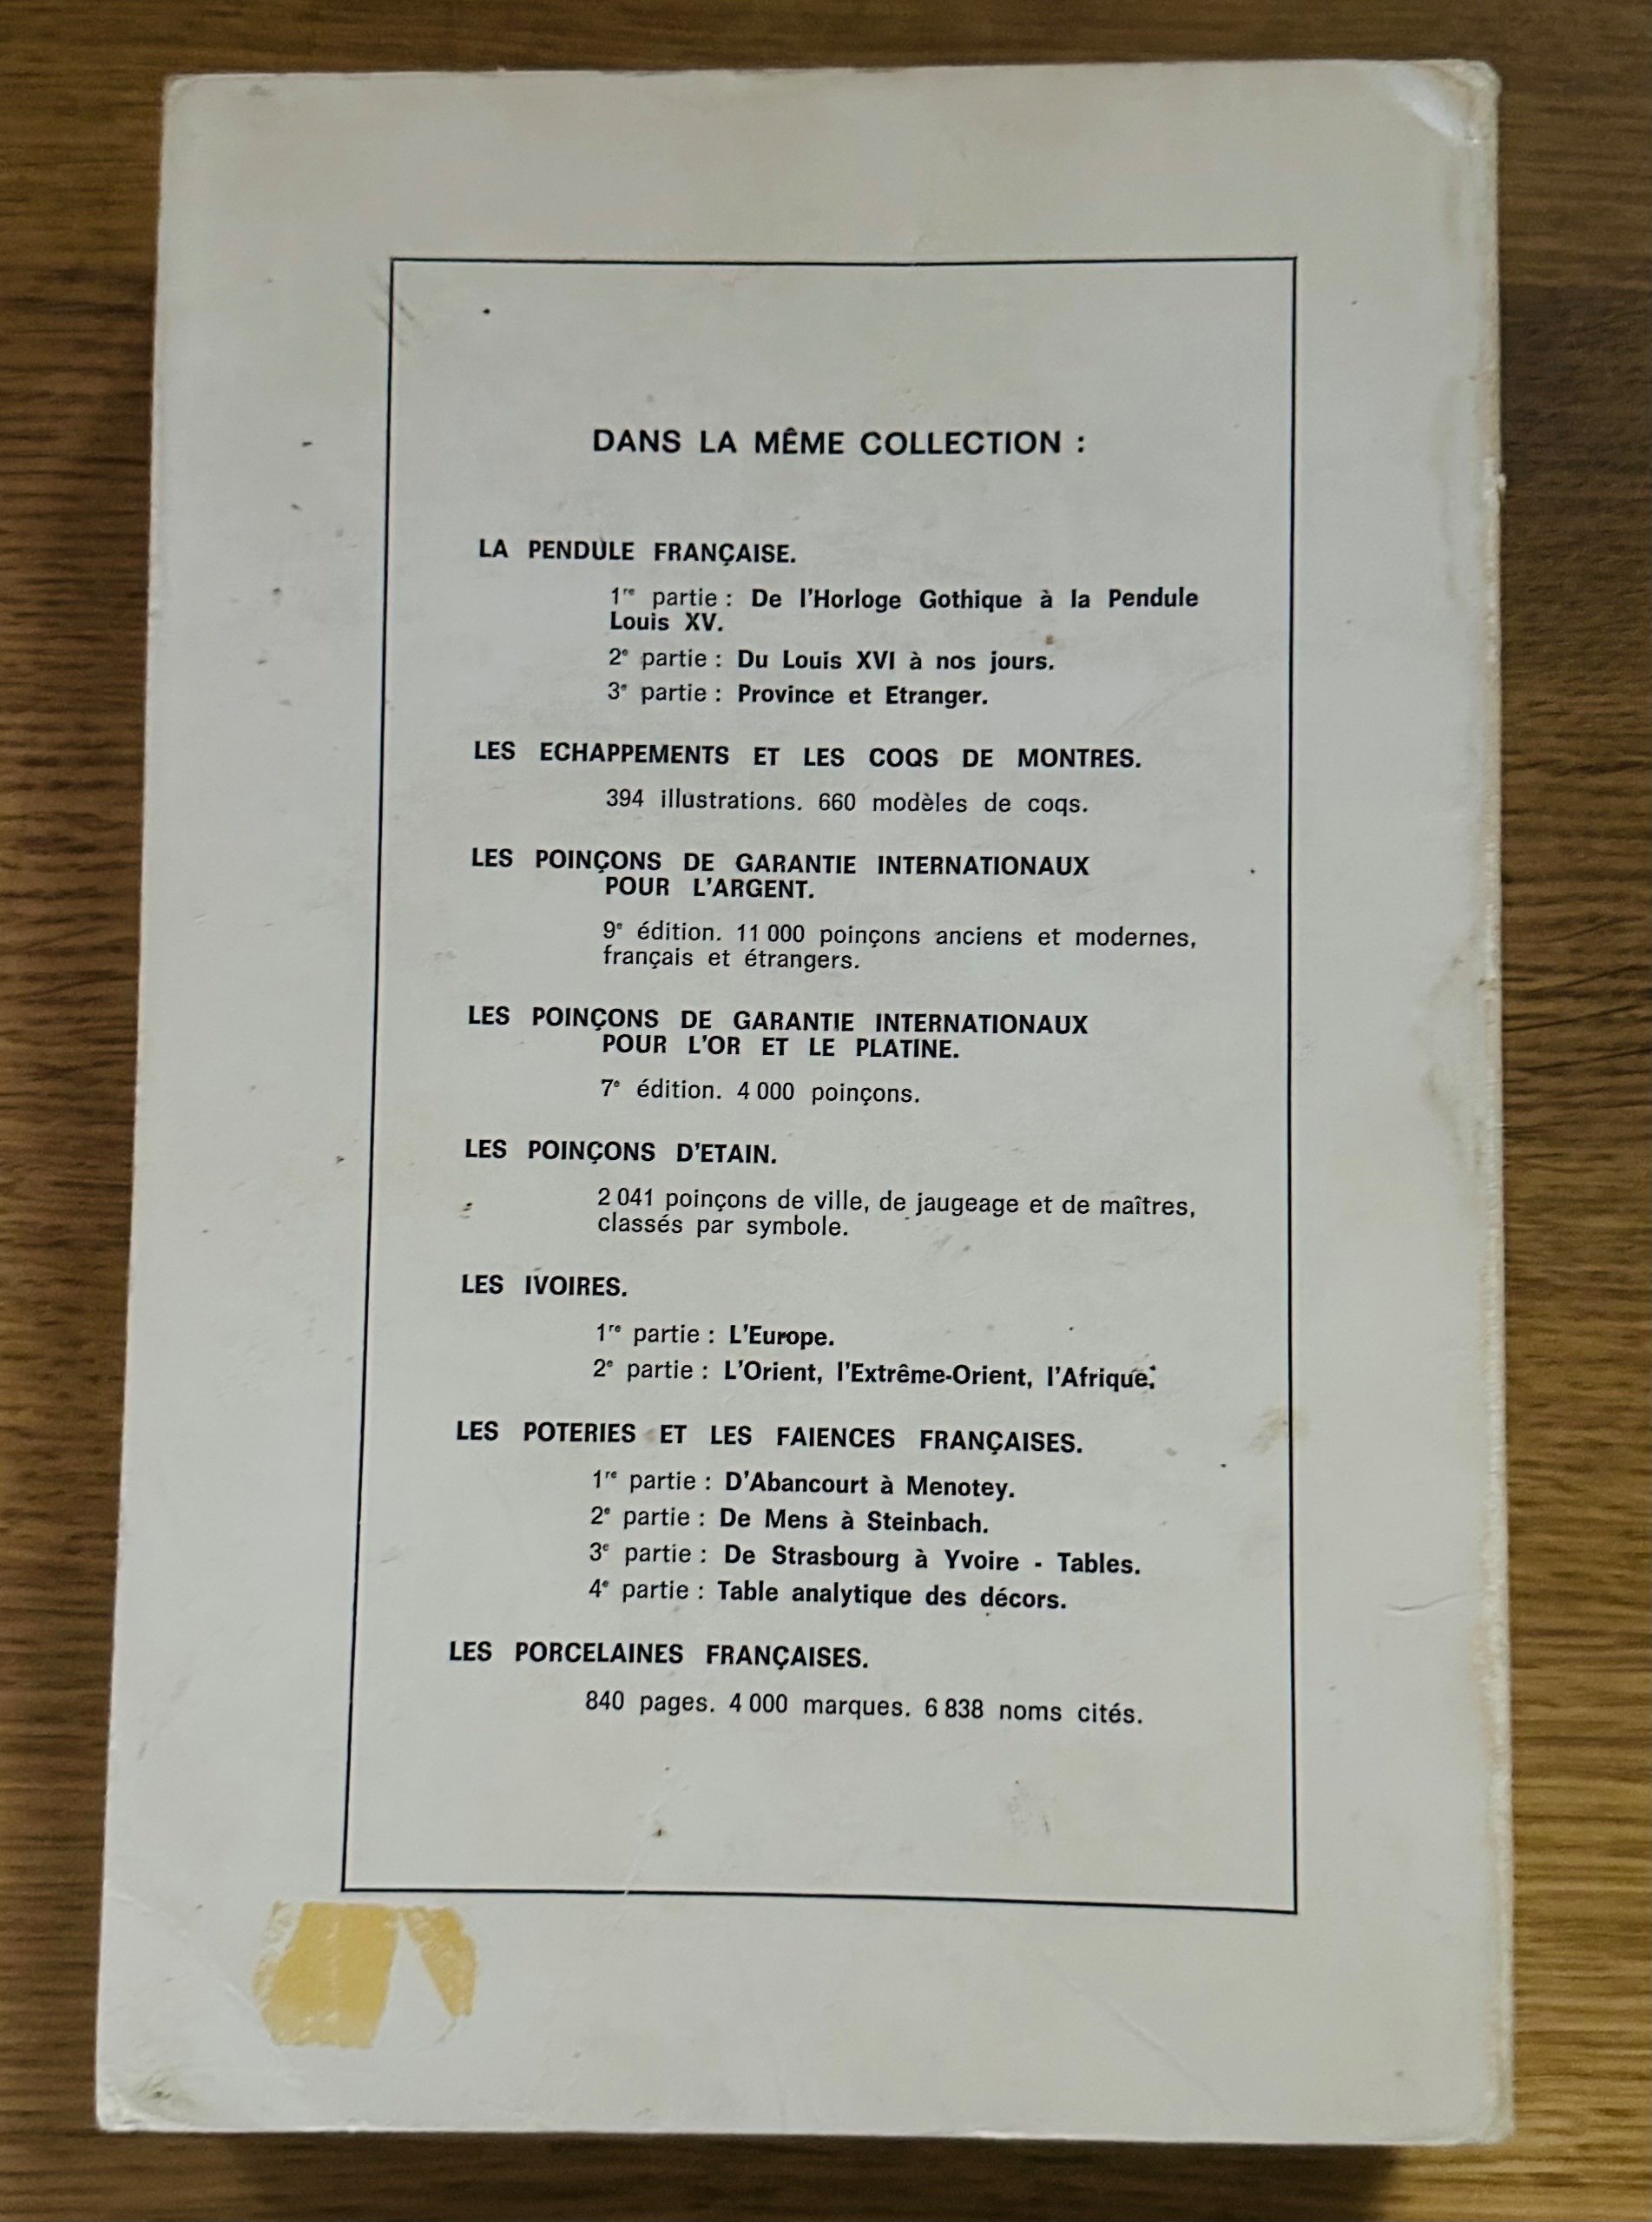 DANS LA MÊME COLLECTION :
LA PENDULE FRANÇAISE.
1re partie : De l'Horloge Gothique à la Pendule
Louis XV.
2e partie : Du Louis XVI à nos jours.
3e partie : Province et Etranger.
LES ECHAPPEMENTS ET LES COQS DE MONTRES.
394 illustrations. 660 modèles de coqs.
LES POINÇONS DE GARANTIE INTERNATIONAUX
POUR L'ARGENT.
9e édition. 11 000 poinçons anciens et modernes,
français et étrangers.
LES POINÇONS DE GARANTIE INTERNATIONAUX
POUR L'OR ET LE PLATINE.
7e édition. 4 000 poinçons.
LES POINÇONS D'ETAIN.
2 041 poinçons de ville, de jaugeage et de maîtres,
classés par symbole.
LES IVOIRES.
1re partie : L'Europe.
2e partie : L'Orient, l'Extrême-Orient, l'Afrique.
LES POTERIES ET LES FAIENCES FRANÇAISES.
1re partie : D'Abancourt à Menotey.
2e partie : De Mens à Steinbach.
3e partie : De Strasbourg à Yvoire - Tables.
4e partie : Table analytique des décors.
LES PORCELAINES FRANÇAISES.
840 pages. 4 000 marques. 6 838 noms cités.